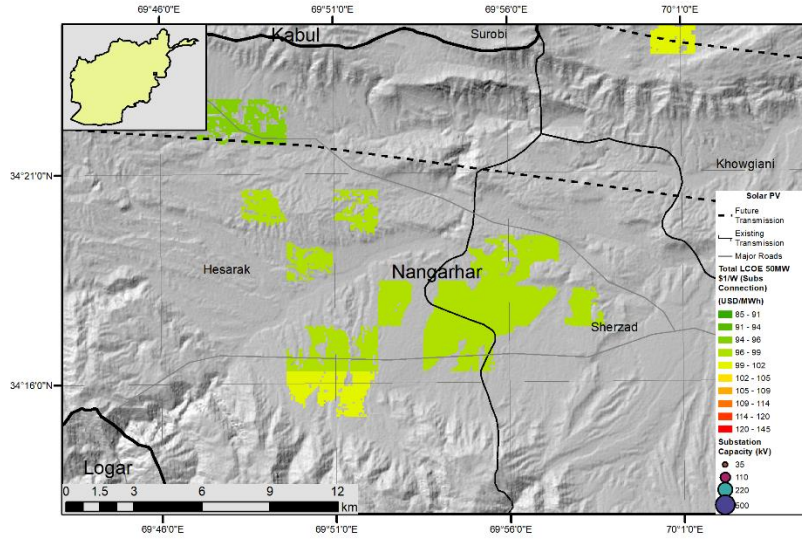 69°46'0"E 69°51'0"E 69°56'0"E 70°1'0"E
Kabul
Surobi
34°21'0"N
Khowgiani
Hesarak
Nangarhar
Sherzad
34°16'0"N
Logar
0 1.5 3 6 9 12
km
69°46'0"E 69°51'0"E 69°56'0"E 70°1'0"E
Solar PV
Future
Transmission
Existing
Transmission
Major Roads
Total LCOE 50MW
$1/W (Subs
Connection)
(USD/MWh)
85 - 91
91 - 94
94 - 96
96 - 99
99 - 102
102 - 105
105 - 109
109 - 114
114 - 120
120 - 145
Substation
Capacity (kV)
35
110
220
500